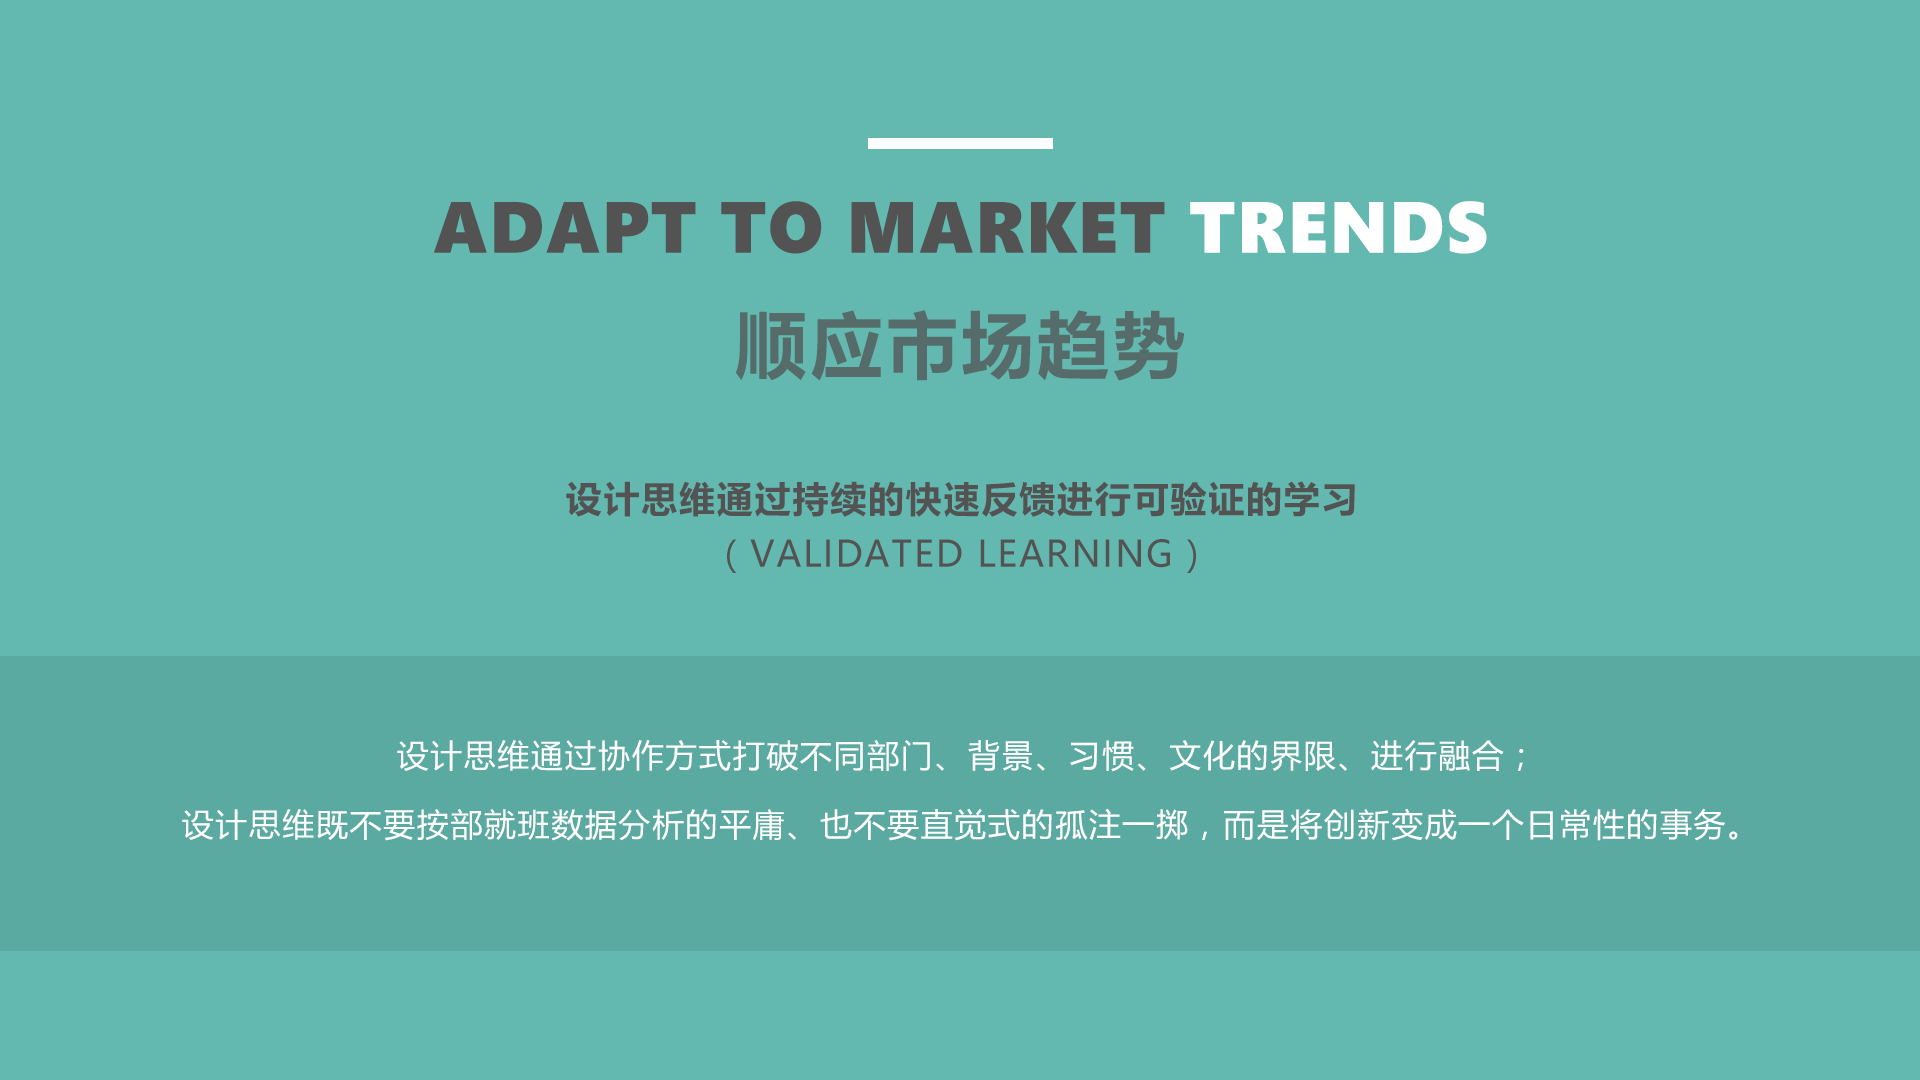 ADAPT TO MARKET TRENDS
顺应市场趋势
设计思维通过持续的快速反馈进行可验证的学习
（VALIDATED LEARNING）
设计思维通过协作方式打破不同部门、背景、习惯、文化的界限、进行融合；
设计思维既不要按部就班数据分析的平庸、也不要直觉式的孤注一掷，而是将创新变成一个日常性的事务。